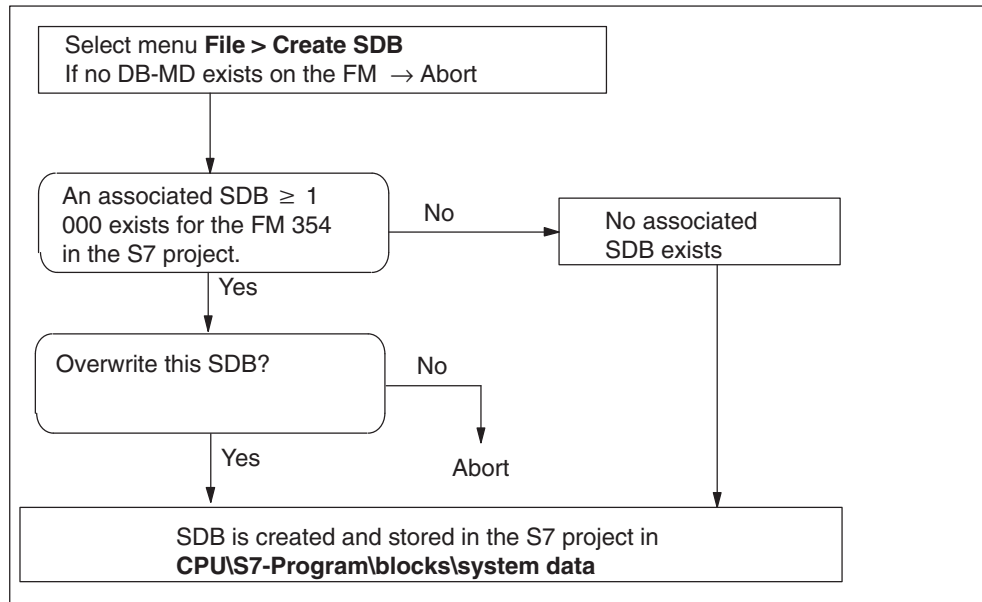 Select menu File > Create SDB
If no DB-MD exists on the FM → Abort
An associated SDB ≥ 1
000 exists for the FM 354
in the S7 project.
No
No associated
SDB exists
Yes
Overwrite this SDB?
No
Yes
Abort
SDB is created and stored in the S7 project in
CPU\S7-Program\blocks\system data